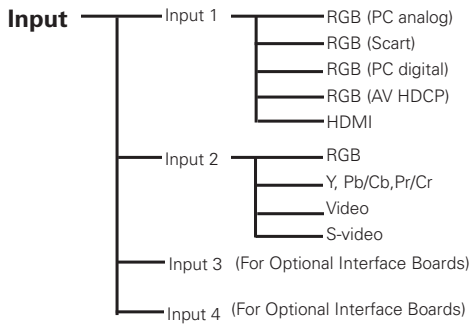 Input
Input 1
RGB (PC analog)
RGB (Scart)
RGB (PC digital)
RGB (AV HDCP)
HDMI
Input 2
RGB
Y, Pb/Cb,Pr/Cr
Video
S-video
Input 3 (For Optional Interface Boards)
Input 4 (For Optional Interface Boards)